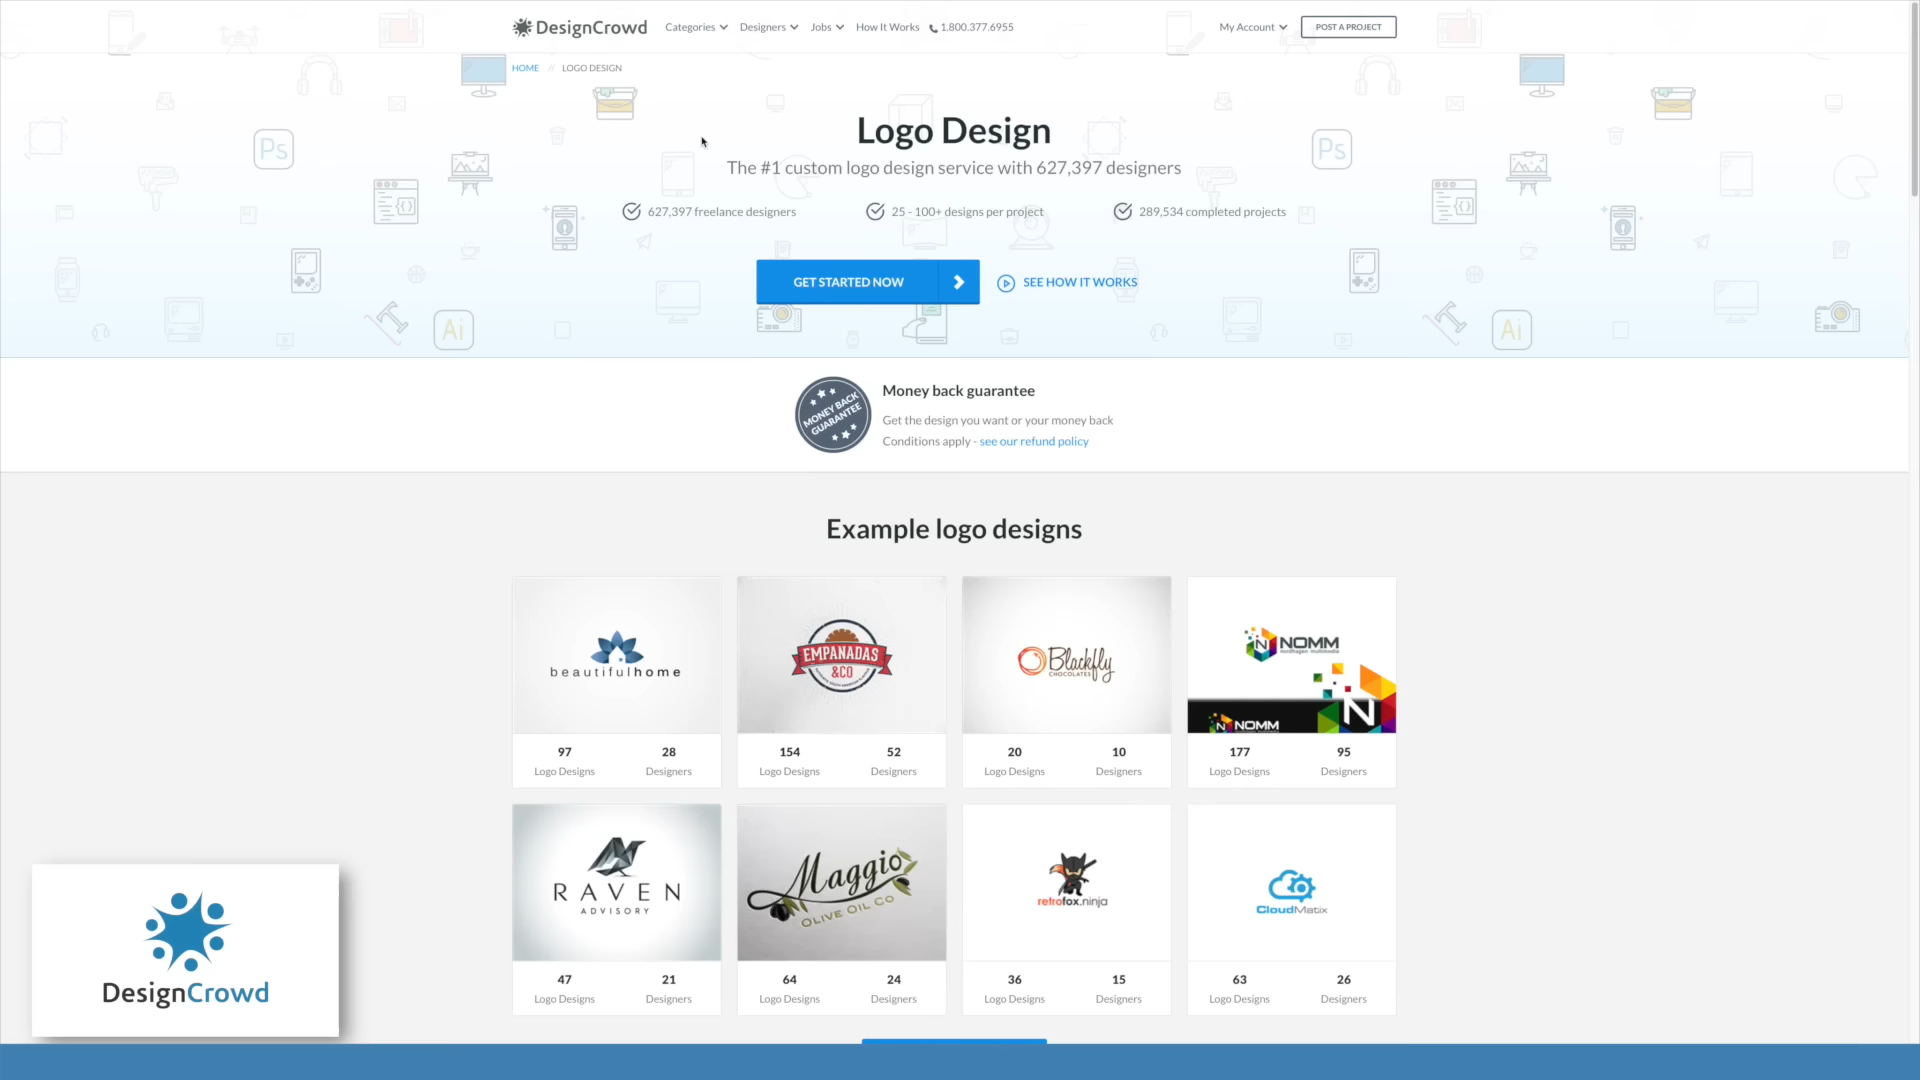 DesignCrowd Categories Designers Jobs How It Works 1.800.377.6955 My Account POST A PROJECT
HOME // LOGO DESIGN
Logo Design
The #1 custom logo design service with 627,397 designers
627,397 freelance designers 25 - 100+ designs per project 289,534 completed projects
GET STARTED NOW SEE HOW IT WORKS
Ps
Ps
Ai
Ai
MONEY BACK
GUARANTEE
Money back guarantee
Get the design you want or your money back
Conditions apply - see our refund policy
Example logo designs
beautifulhome
EMPANADAS
&CO
Blackfly
CHOCOLATES
N NOMM
nordhagen multimedia
N NOMM
N
97 28 154 52 20 10 177 95
Logo Designs Designers Logo Designs Designers Logo Designs Designers Logo Designs Designers
RAVEN
ADVISORY
Maggio
OLIVE OIL CO
retrofox.ninja
CloudMatix
47 21 64 24 36 15 63 26
Logo Designs Designers Logo Designs Designers Logo Designs Designers Logo Designs Designers
DesignCrowd